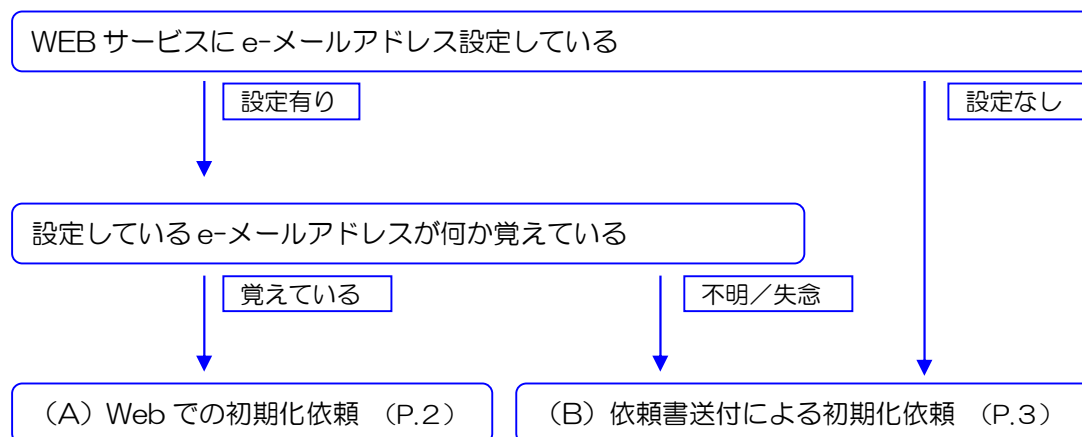 WEB サービスに e-メールアドレス設定している
設定有り
設定なし
設定している e-メールアドレスが何か覚えている
覚えている
不明／失念
（A）Web での初期化依頼 （P.2）
（B）依頼書送付による初期化依頼 （P.3）